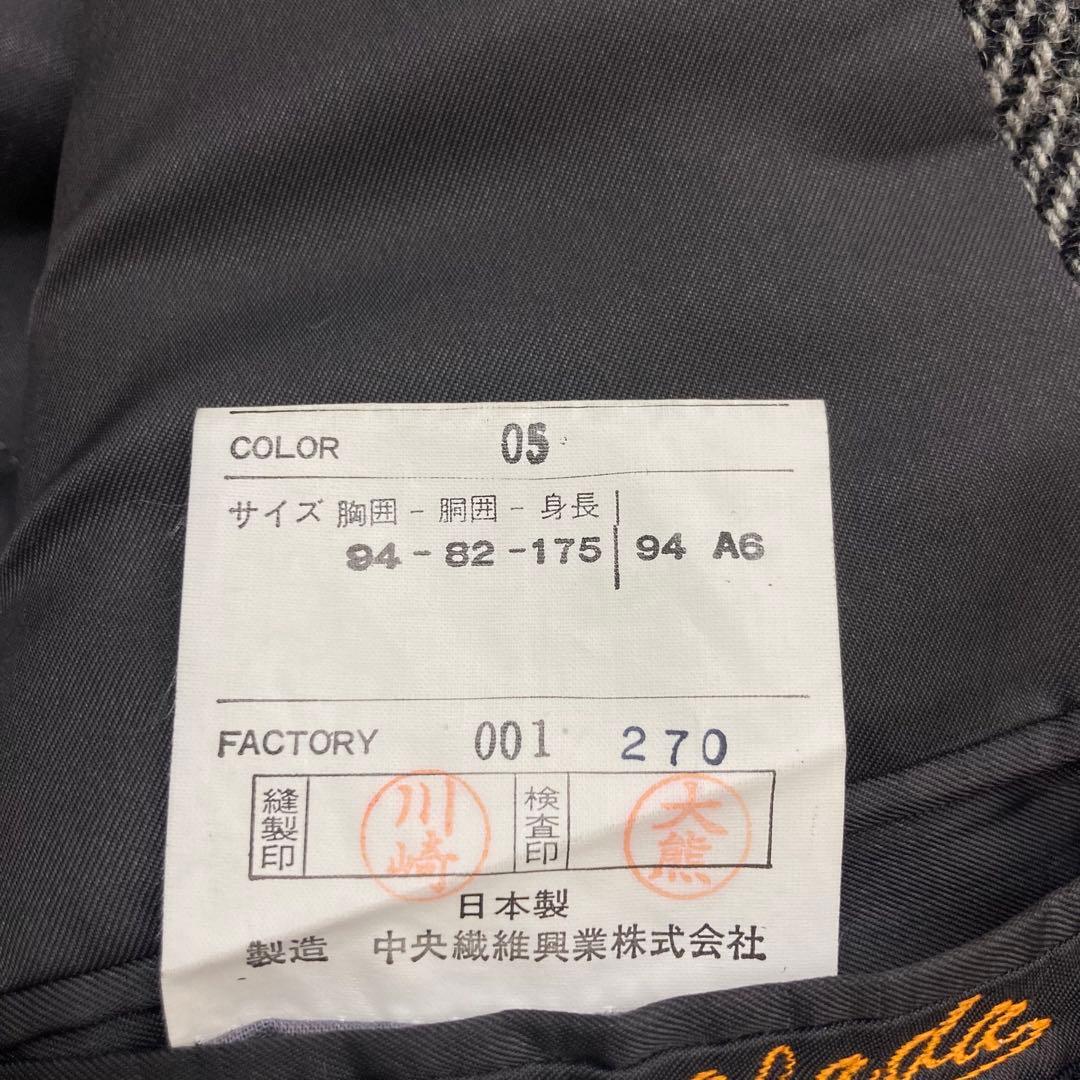 COLOR 05
サイズ 胸囲 - 胴囲 - 身長
94 - 82 - 175 94 A6
FACTORY 001 270
縫製印 川崎 検査印 大熊
日本製
製造 中央繊維興業株式会社